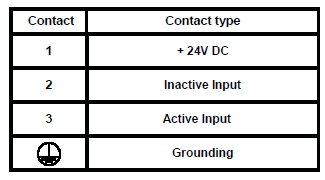 Contact Contact type
1 + 24V DC
2 Inactive Input
3 Active Input
Grounding